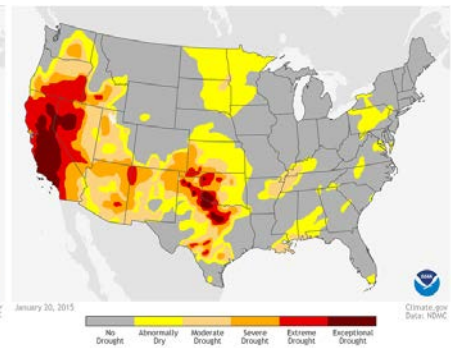 NOAA
January 20, 2015
Climate.gov
Data: NDMC
No Drought
Abnormally Dry
Moderate Drought
Severe Drought
Extreme Drought
Exceptional Drought